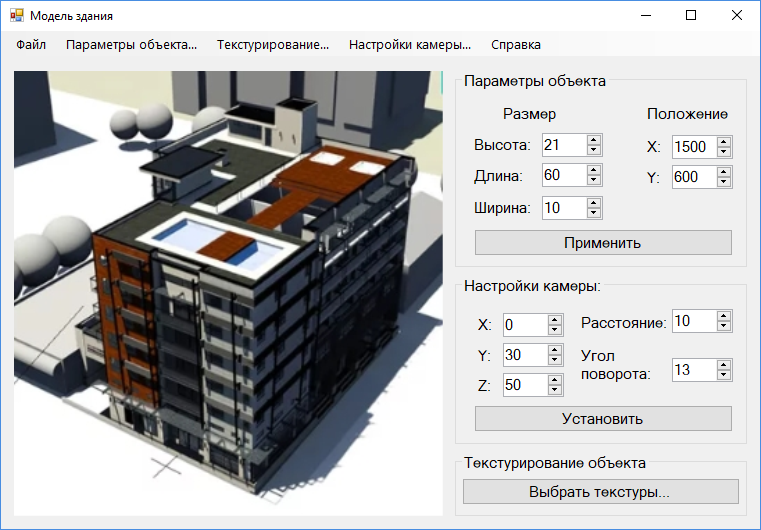 Модель здания
Файл Параметры объекта... Текстурирование... Настройки камеры... Справка
Параметры объекта
Размер Положение
Высота: 21 X: 1500
Длина: 60 Y: 600
Ширина: 10
Применить
Настройки камеры:
X: 0 Расстояние: 10
Y: 30 Угол
поворота: 13
Z: 50
Установить
Текстурирование объекта
Выбрать текстуры...